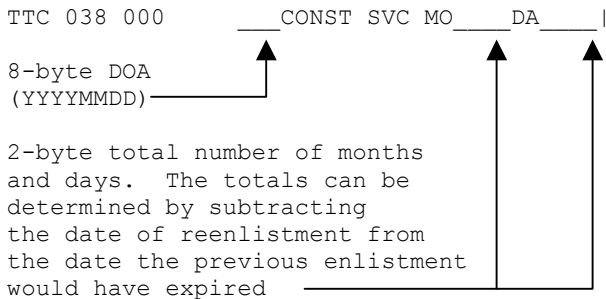 TTC 038 000 ___CONST SVC MO____DA____|
8-byte DOA
(YYYYMMDD)
2-byte total number of months
and days. The totals can be
determined by subtracting
the date of reenlistment from
the date the previous enlistment
would have expired